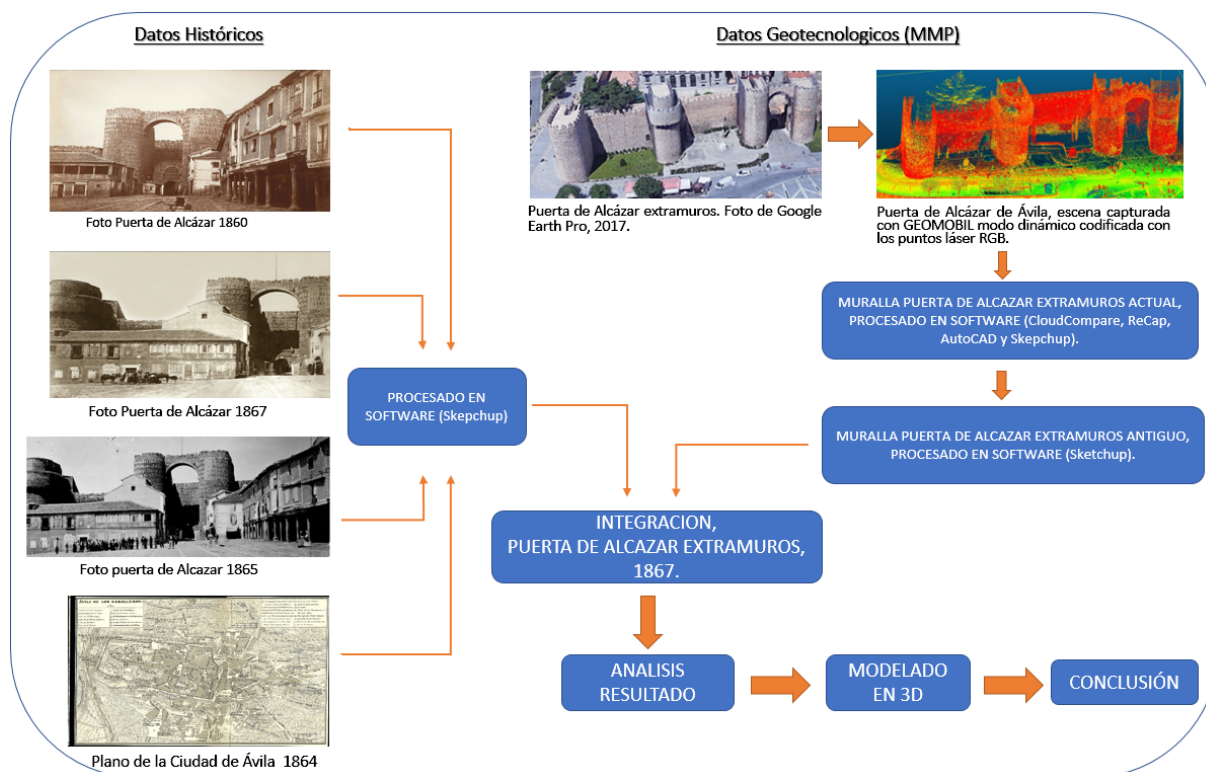 Datos Históricos
Foto Puerta de Alcázar 1860
Foto Puerta de Alcázar 1867
Foto puerta de Alcazar 1865
AVILA DE LOS CABALLEROS
Plano de la Ciudad de Ávila 1864
PROCESADO EN
SOFTWARE (Skepchup)
Datos Geotecnologicos (MMP)
Puerta de Alcázar extramuros. Foto de Google
Earth Pro, 2017.
Puerta de Alcázar de Ávila, escena capturada
con GEOMOBIL modo dinámico codificada con
los puntos láser RGB.
MURALLA PUERTA DE ALCAZAR EXTRAMUROS ACTUAL,
PROCESADO EN SOFTWARE (CloudCompare, ReCap,
AutoCAD y Skepchup).
MURALLA PUERTA DE ALCAZAR EXTRAMUROS ANTIGUO,
PROCESADO EN SOFTWARE (Sketchup).
INTEGRACION,
PUERTA DE ALCAZAR EXTRAMUROS,
1867.
ANALISIS
RESULTADO
MODELADO
EN 3D
CONCLUSIÓN